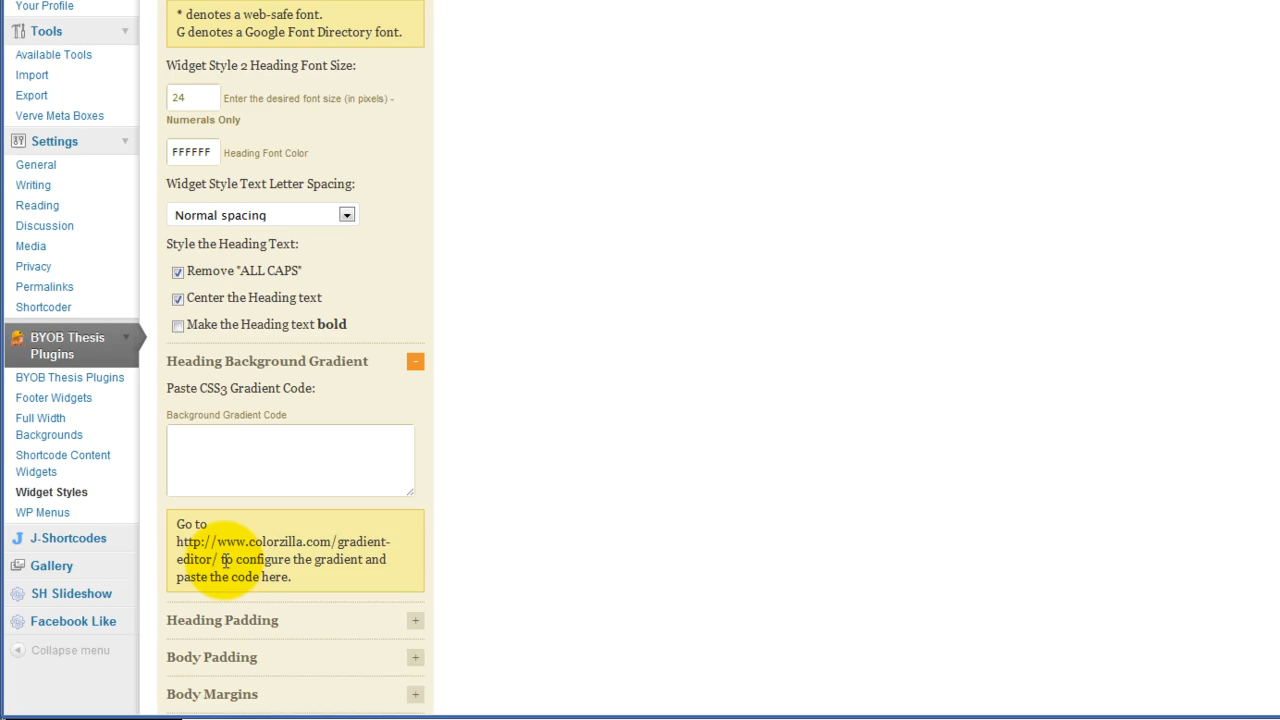 Your Profile
Tools
Available Tools
Import
Export
Verve Meta Boxes
Settings
General
Writing
Reading
Discussion
Media
Privacy
Permalinks
Shortcoder
BYOB Thesis
Plugins
BYOB Thesis Plugins
Footer Widgets
Full Width
Backgrounds
Shortcode Content
Widgets
Widget Styles
WP Menus
J-Shortcodes
Gallery
SH Slideshow
Facebook Like
Collapse menu
* denotes a web-safe font.
G denotes a Google Font Directory font.
Widget Style 2 Heading Font Size:
24 Enter the desired font size (in pixels) -
Numerals Only
FFFFFF Heading Font Color
Widget Style Text Letter Spacing:
Normal spacing
Style the Heading Text:
Remove "ALL CAPS"
Center the Heading text
Make the Heading text bold
Heading Background Gradient -
Paste CSS3 Gradient Code:
Background Gradient Code
Go to
http://www.colorzilla.com/gradient-
editor/ to configure the gradient and
paste the code here.
Heading Padding +
Body Padding +
Body Margins +